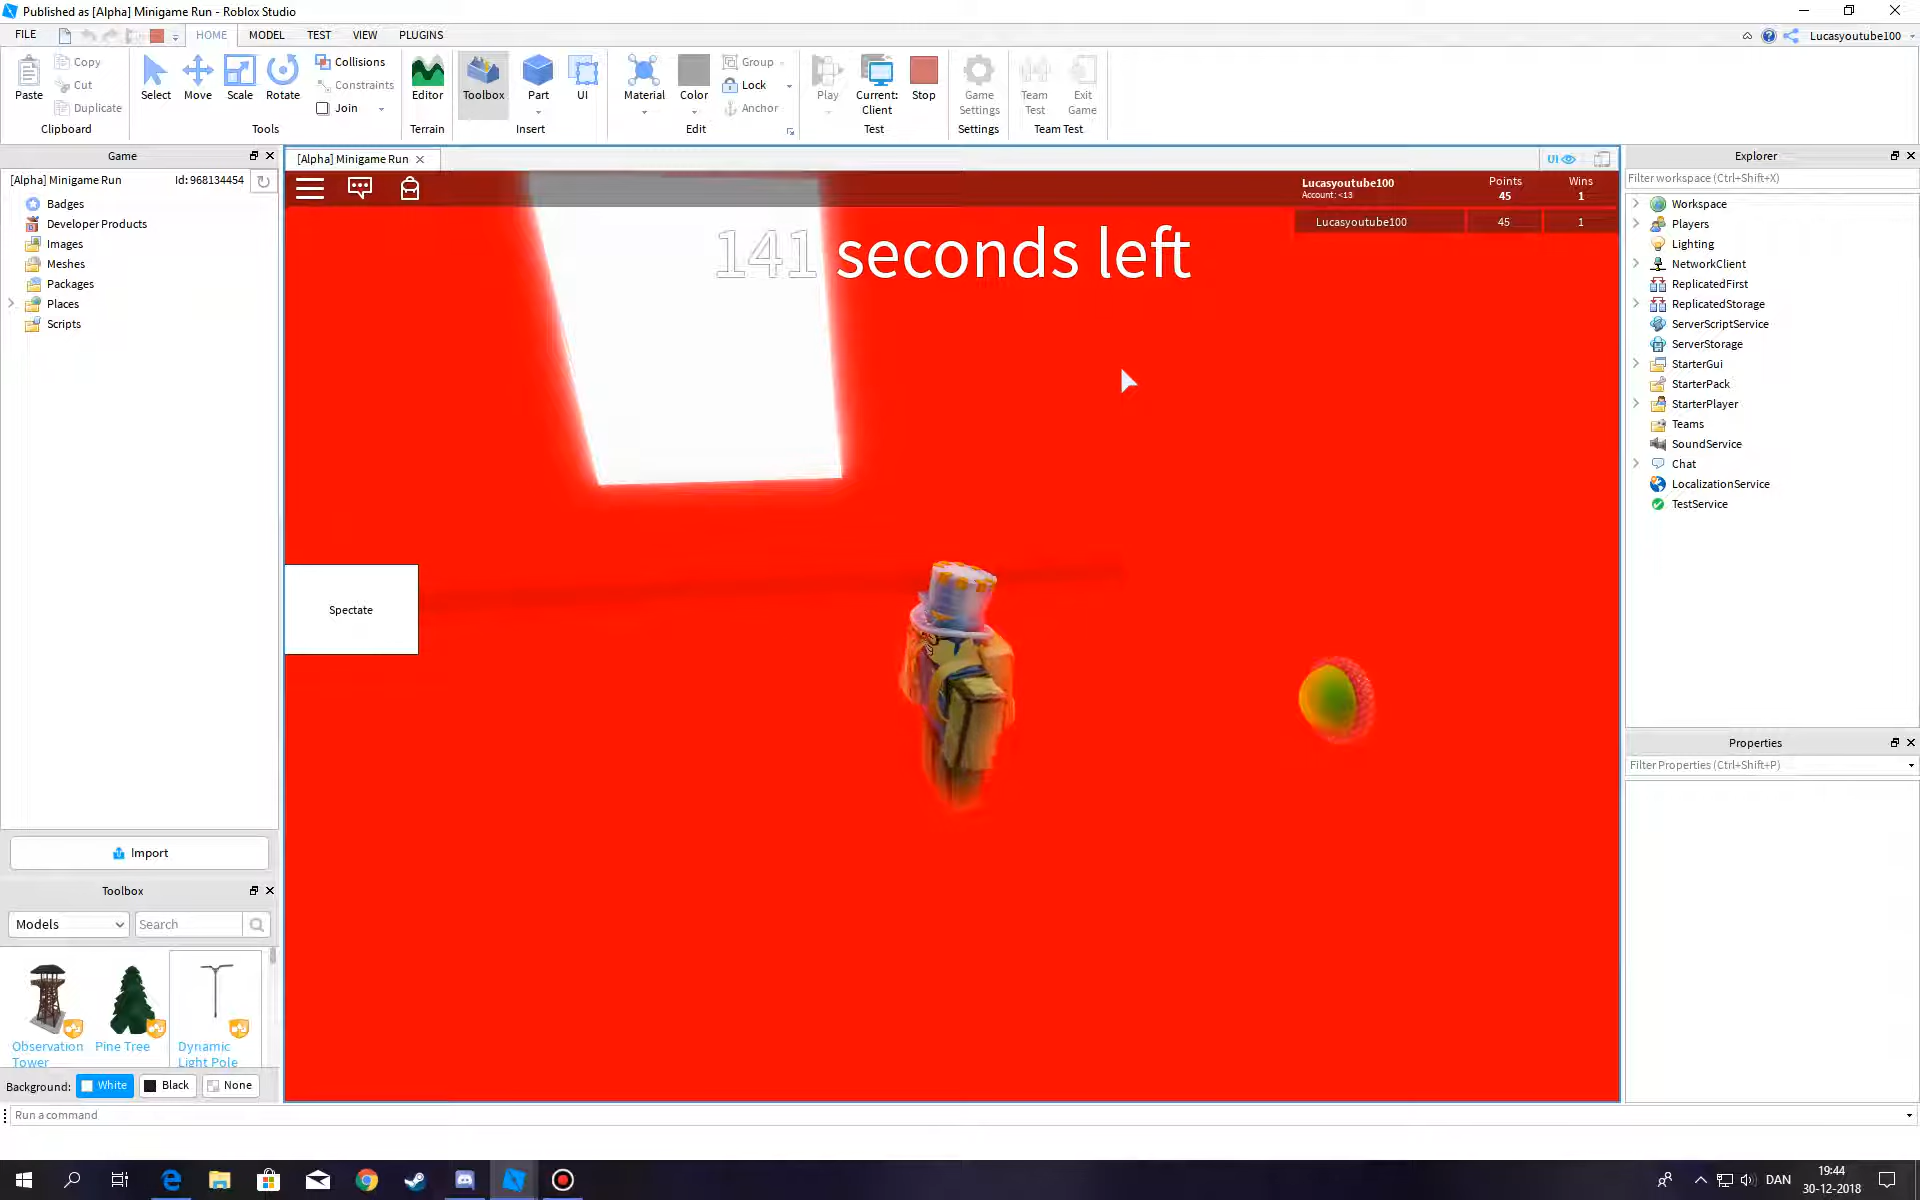 Published as [Alpha] Minigame Run - Roblox Studio
FILE HOME MODEL TEST VIEW PLUGINS Lucasyoutube100
Paste Copy Cut Duplicate Clipboard
Select Move Scale Rotate Collisions Constraints Join Tools
Editor Terrain
Toolbox Part UI Insert
Material Color Group Lock Anchor Edit
Play Current: Client Stop Test
Game Settings Settings
Team Test Exit Game Team Test
Game
[Alpha] Minigame Run Id: 968134454
Badges
Developer Products
Images
Meshes
Packages
Places
Scripts
Import
Toolbox
Models Search
Observation Tower
Pine Tree
Dynamic Light Pole
Background: White Black None
Run a command
[Alpha] Minigame Run
UI
Lucasyoutube100 Points Wins
Account: <13 45 1
Lucasyoutube100 45 1
141 seconds left
Spectate
Explorer
Filter workspace (Ctrl+Shift+X)
Workspace
Players
Lighting
NetworkClient
ReplicatedFirst
ReplicatedStorage
ServerScriptService
ServerStorage
StarterGui
StarterPack
StarterPlayer
Teams
SoundService
Chat
LocalizationService
TestService
Properties
Filter Properties (Ctrl+Shift+P)
DAN
19:44
30-12-2018